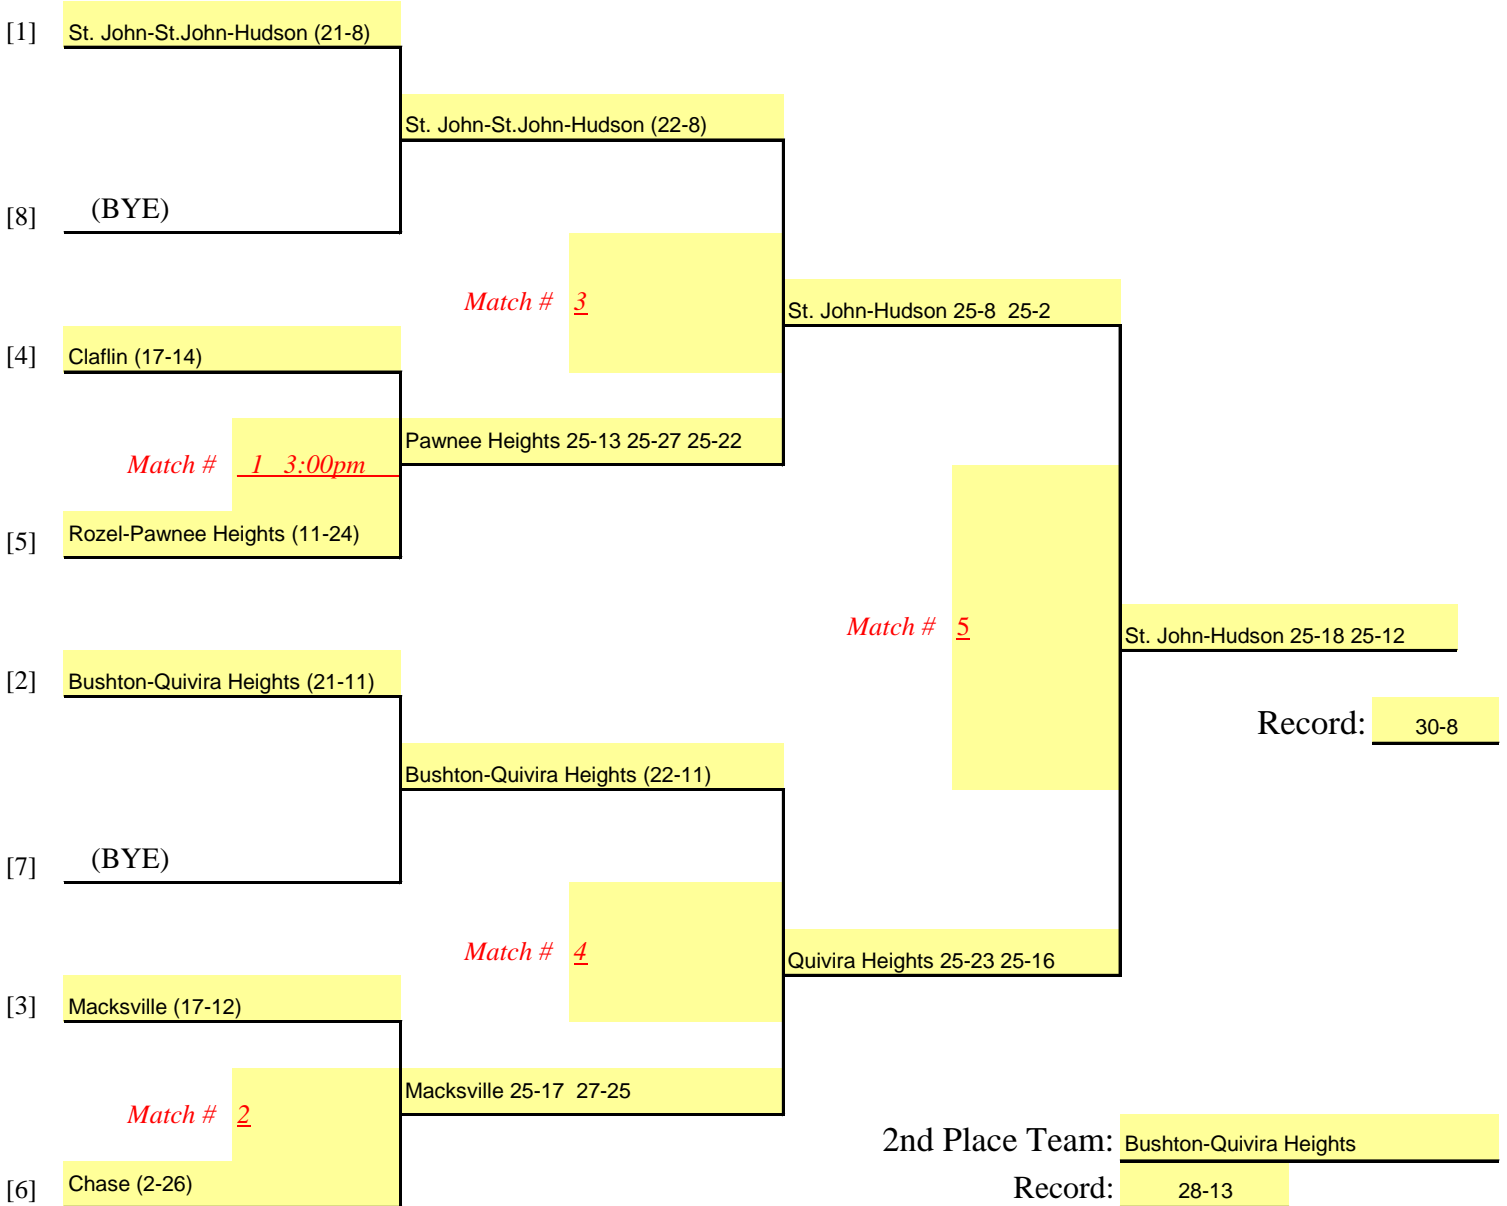 [1] St. John-St.John-Hudson (21-8)
St. John-St.John-Hudson (22-8)
[8] (BYE)
Match # 3
St. John-Hudson 25-8 25-2
[4] Claflin (17-14)
Pawnee Heights 25-13 25-27 25-22
Match # 1 3:00pm
[5] Rozel-Pawnee Heights (11-24)
Match # 5
St. John-Hudson 25-18 25-12
[2] Bushton-Quivira Heights (21-11)
Record: 30-8
Bushton-Quivira Heights (22-11)
[7] (BYE)
Match # 4
Quivira Heights 25-23 25-16
[3] Macksville (17-12)
Macksville 25-17 27-25
Match # 2
2nd Place Team: Bushton-Quivira Heights
[6] Chase (2-26)
Record: 28-13